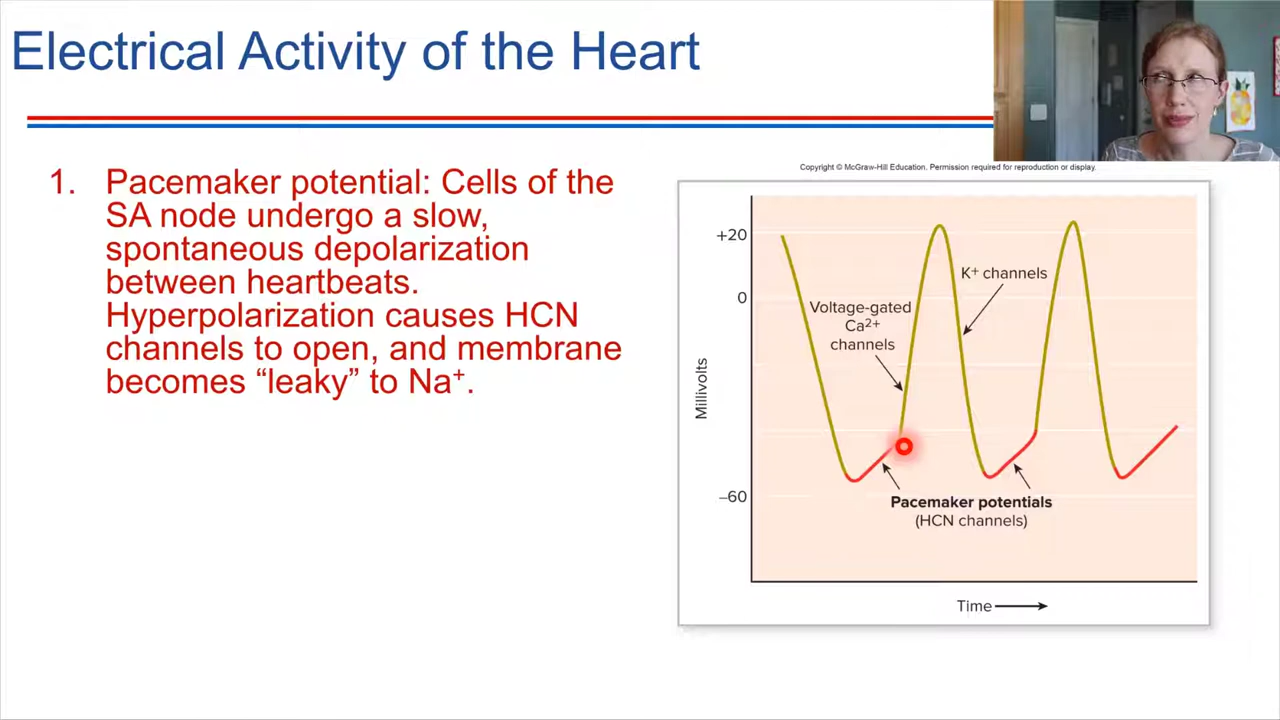 Electrical Activity of the Heart
1. Pacemaker potential: Cells of the
SA node undergo a slow,
spontaneous depolarization
between heartbeats.
Hyperpolarization causes HCN
channels to open, and membrane
becomes “leaky” to Na⁺.
Copyright © McGraw-Hill Education. Permission required for reproduction or display.
+20
0
–60
Millivolts
K⁺ channels
Voltage-gated
Ca²⁺
channels
Pacemaker potentials
(HCN channels)
Time